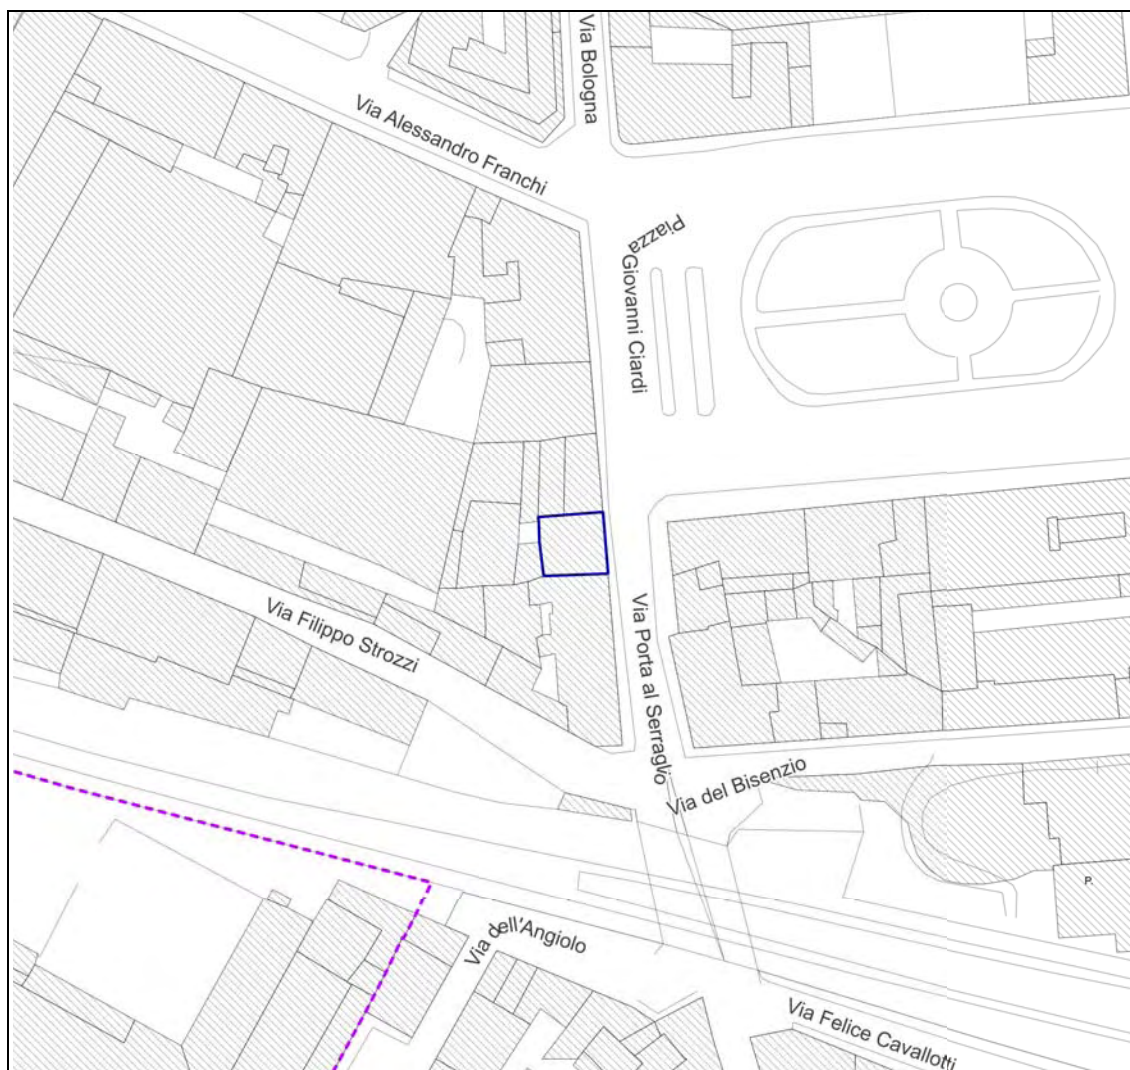 Via Bologna
Via Alessandro Franchi
Piazza
Giovanni Ciardi
Via Filippo Strozzi
Via Porta al Serraglio
Via del Bisenzio
P.
Via dell'Angiolo
Via Felice Cavallotti